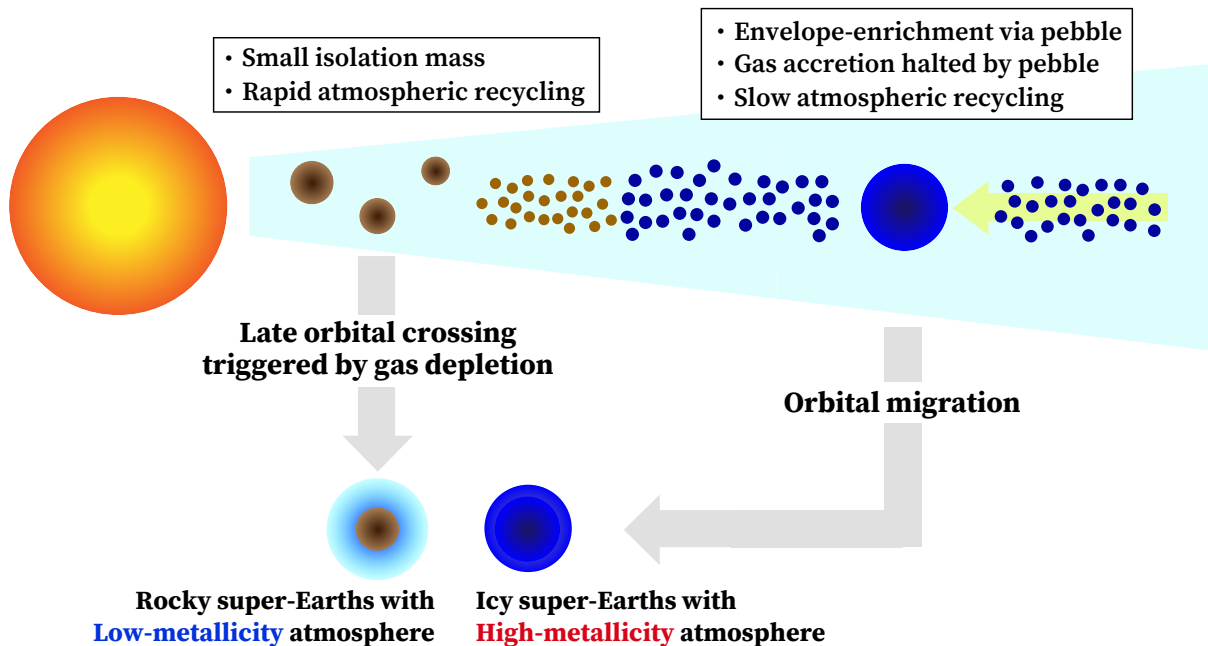 ・Small isolation mass
・Rapid atmospheric recycling
・Envelope-enrichment via pebble
・Gas accretion halted by pebble
・Slow atmospheric recycling
Late orbital crossing
triggered by gas depletion
Orbital migration
Rocky super-Earths with
Low-metallicity atmosphere
Icy super-Earths with
High-metallicity atmosphere